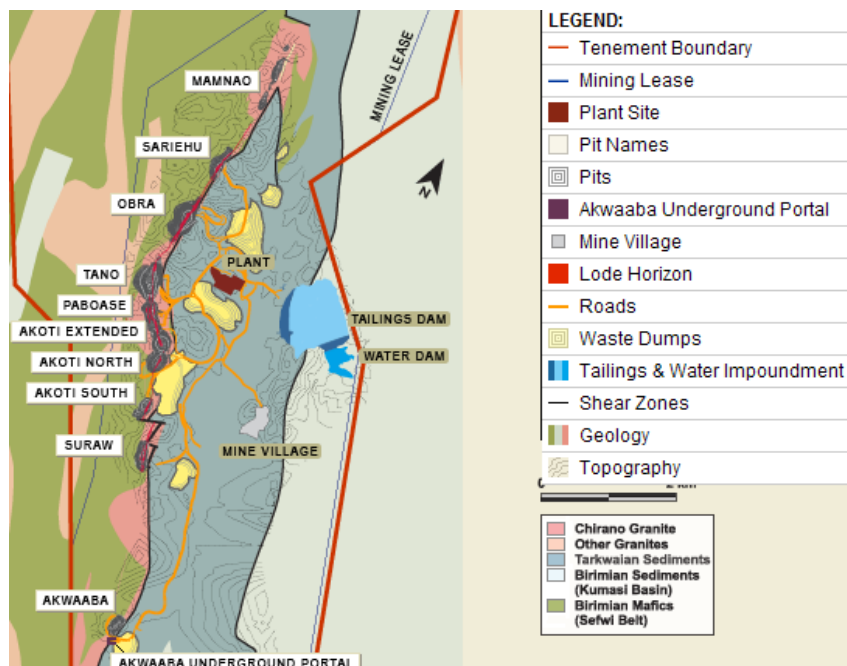 MAMNAO
SARIEHU
OBRA
TANO
PABOASE
AKOTI EXTENDED
AKOTI NORTH
AKOTI SOUTH
SURAW
AKWAABA
AKWAABA UNDERGROUND PORTAL
MINING LEASE
N
PLANT
TAILINGS DAM
WATER DAM
MINE VILLAGE
LEGEND:
Tenement Boundary
Mining Lease
Plant Site
Pit Names
Pits
Akwaaba Underground Portal
Mine Village
Lode Horizon
Roads
Waste Dumps
Tailings & Water Impoundment
Shear Zones
Geology
Topography
0 2 km
Chirano Granite
Other Granites
Tarkwaian Sediments
Birimian Sediments
(Kumasi Basin)
Birimian Mafics
(Sefwi Belt)